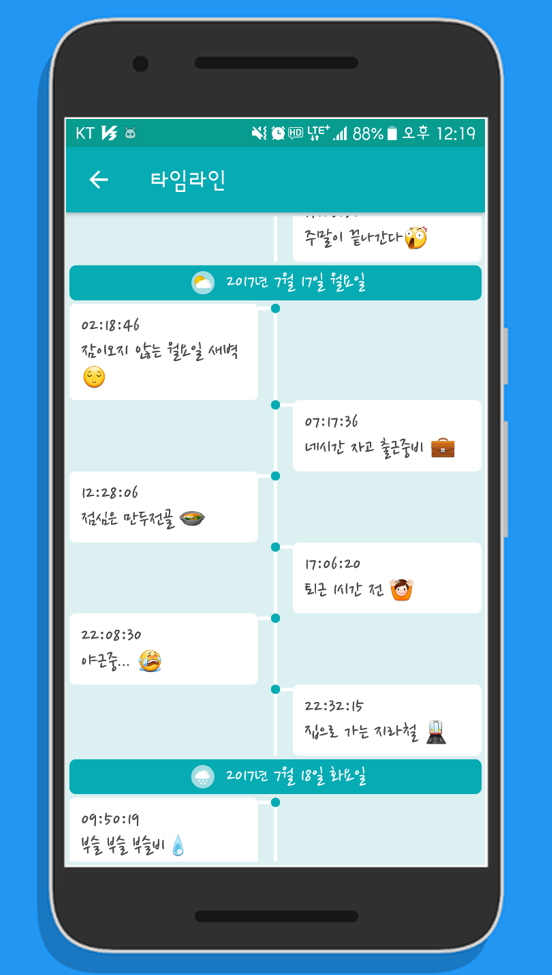 KT HD LTE+ 88% 오후 12:19
타임라인
주말이 끝나간다
2017년 7월 17일 월요일
02:18:46
잠이오지 않는 월요일 새벽
07:17:36
네시간 자고 출근중비
12:28:06
점심은 만두전골
17:06:20
퇴근 1시간 전
22:08:30
야근중...
22:32:15
집으로 가는 지라철
2017년 7월 18일 화요일
09:50:19
부슬 부슬 부슬비